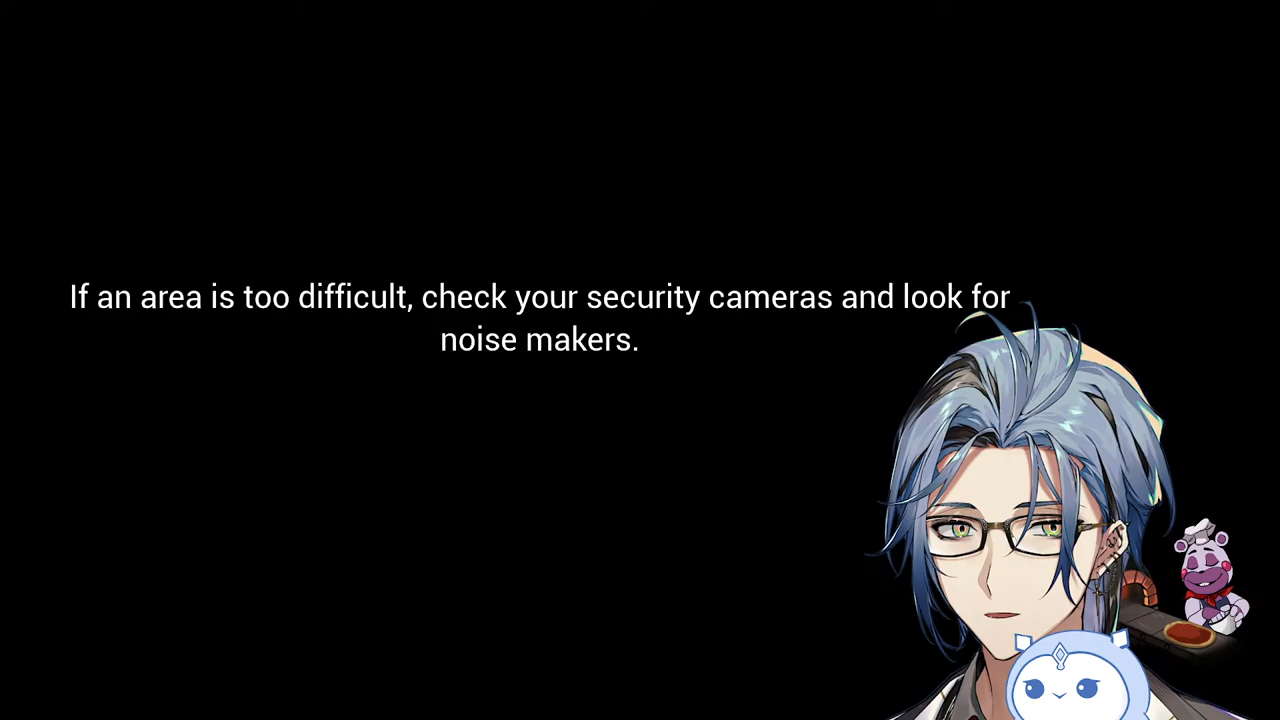 If an area is too difficult, check your security cameras and look for
noise makers.